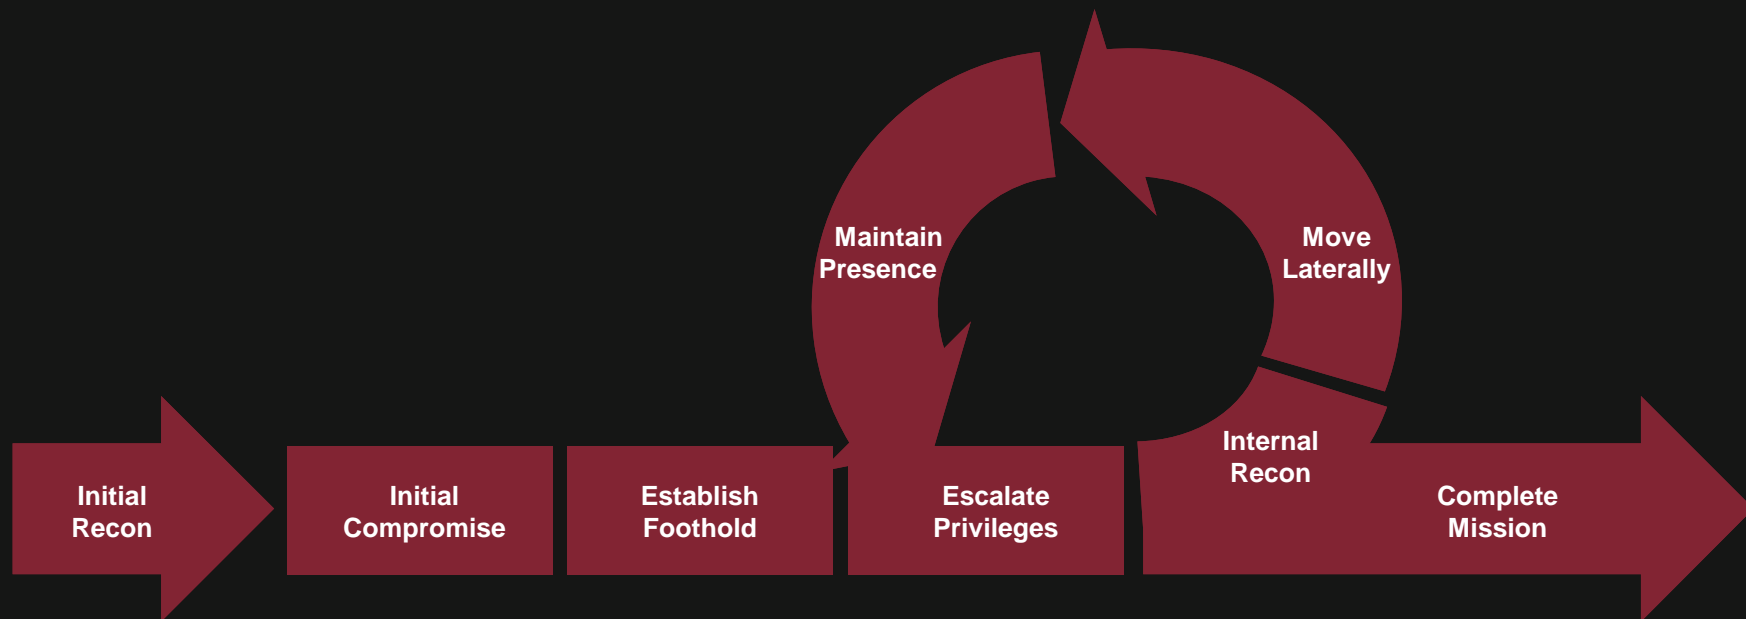 Maintain
Presence
Move
Laterally
Initial
Recon
Initial
Compromise
Establish
Foothold
Escalate
Privileges
Internal
Recon
Complete
Mission